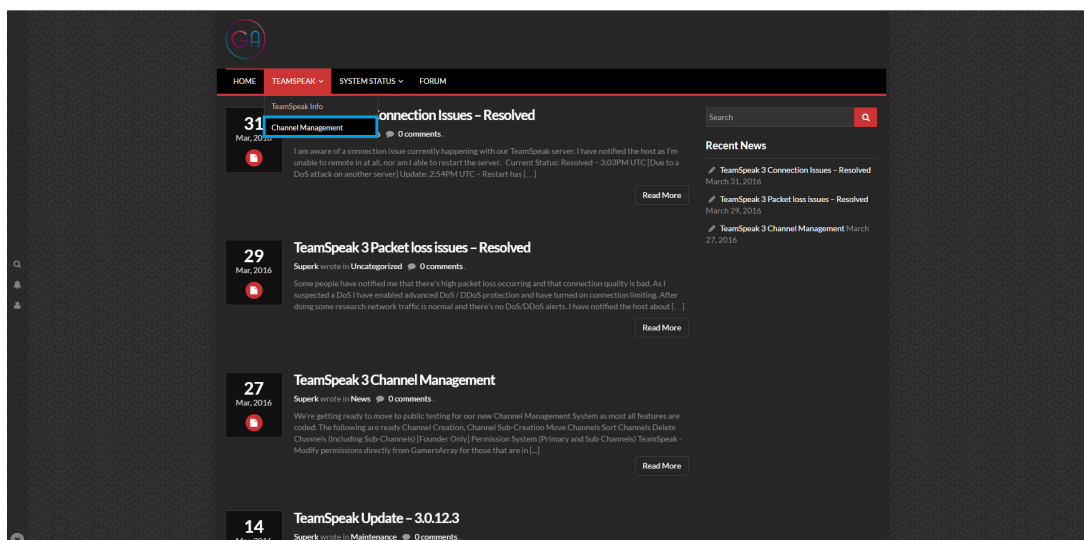 GA
HOME TEAMSPEAK SYSTEM STATUS FORUM
TeamSpeak Info
Channel Management
31
Mar, 2016
onnection Issues – Resolved
0 comments .
I am aware of a connection issue currently happening with our TeamSpeak server. I have notified the host as I'm
unable to remote in at all, nor am I able to restart the server. Current Status: Resolved – 3:03PM UTC [Due to a
DoS attack on another server] Update: 2:54PM UTC – Restart has [...]
Read More
29
Mar, 2016
TeamSpeak 3 Packet loss issues – Resolved
Superk wrote in Uncategorized 0 comments .
Some people have notified me that there's high packet loss occurring and that connection quality is bad. As I
suspected a DoS I have enabled advanced DoS / DDoS protection and have turned on connection limiting. After
doing some research network traffic is normal and there's no DoS/DDoS alerts. I have notified the host about [...]
Read More
27
Mar, 2016
TeamSpeak 3 Channel Management
Superk wrote in News 0 comments .
We're getting ready to move to public testing for our new Channel Management System as most all features are
coded. The following are ready Channel Creation, Channel Sub-Creation Move Channels Sort Channels Delete
Channels (Including Sub-Channels) [Founder Only] Permission System (Primary and Sub-Channels) TeamSpeak -
Modify permissions directly from GamersArray for those that are in [...]
Read More
14
TeamSpeak Update – 3.0.12.3
Superk wrote in Maintenance 0 comments .
Search
Recent News
TeamSpeak 3 Connection Issues – Resolved
March 31, 2016
TeamSpeak 3 Packet loss issues – Resolved
March 29, 2016
TeamSpeak 3 Channel Management March
27, 2016